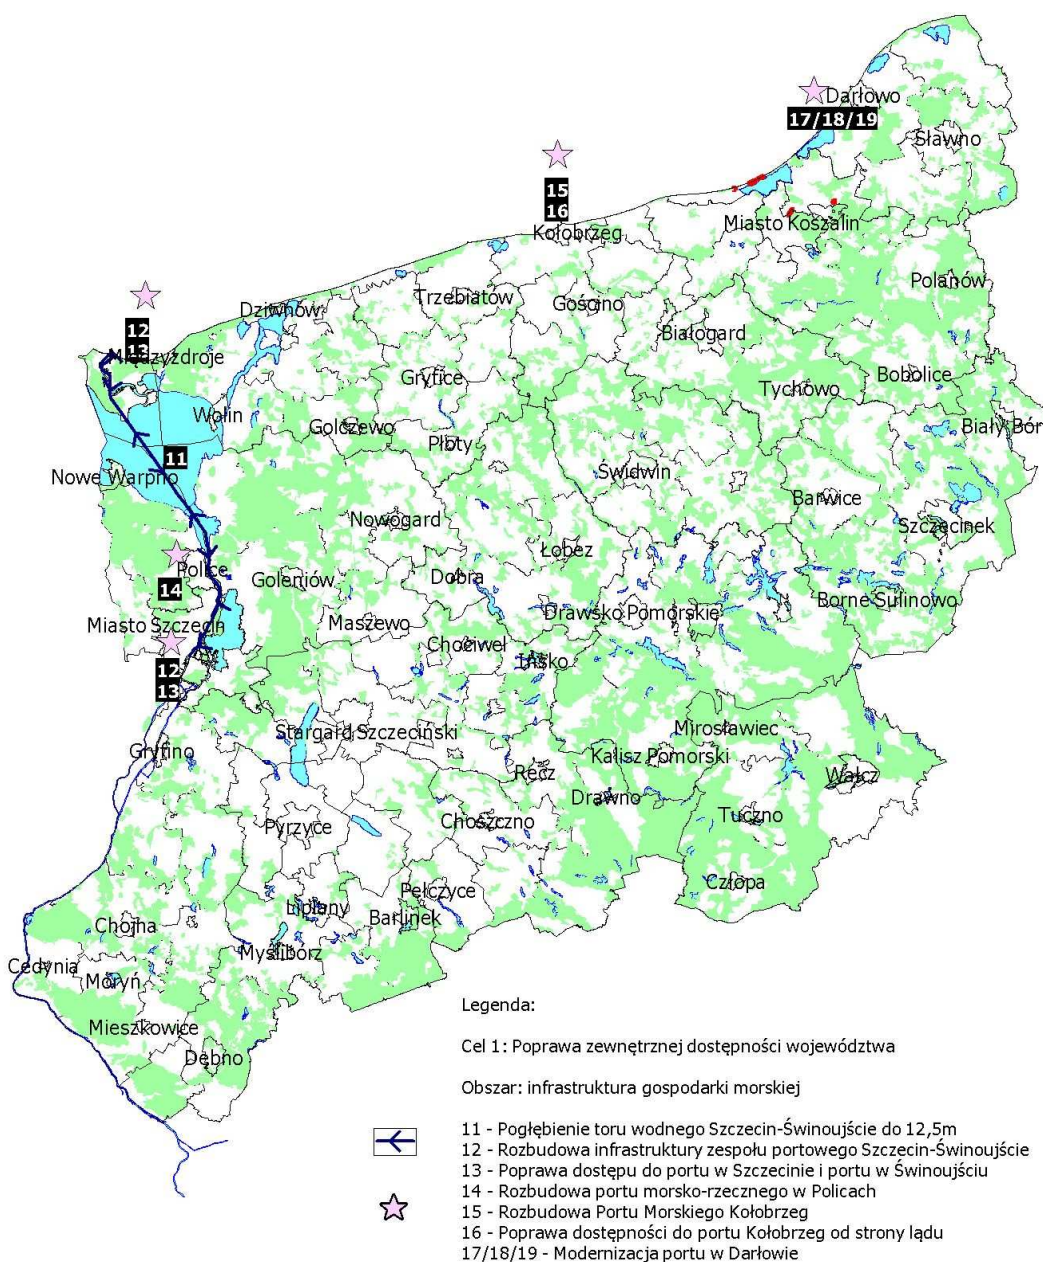 Darłowo
17/18/19
Sławno
15
16
Miasto Koszalin
Kołobrzeg
Polanów
Trzebiatów
Gościno
Dziwnów
12
13
Białogard
Międzyzdroje
Gryfice
Tychowo
Bobolice
Wolin
Golczewo
Płoty
Biały Bór
11
Nowe Warpno
Świdwin
Barwice
Nowogard
Szczecinek
Łobez
Police
Goleniów
Dobra
14
Borne Sulinowo
Drawsko Pomorskie
Miasto Szczecin
Maszewo
Chociwel
Ińsko
12
13
Stargard Szczeciński
Mirosławiec
Gryfino
Kalisz Pomorski
Recz
Wałcz
Drawno
Tuczno
Pyrzyce
Choszczno
Człopa
Pełczyce
Lipiany
Barlinek
Chojna
Myślibórz
Cedynia
Moryń
Mieszkowice
Dębno
Legenda:
Cel 1: Poprawa zewnętrznej dostępności województwa
Obszar: infrastruktura gospodarki morskiej
11 - Pogłębienie toru wodnego Szczecin-Świnoujście do 12,5m
12 - Rozbudowa infrastruktury zespołu portowego Szczecin-Świnoujście
13 - Poprawa dostępu do portu w Szczecinie i portu w Świnoujściu
14 - Rozbudowa portu morsko-rzecznego w Policach
15 - Rozbudowa Portu Morskiego Kołobrzeg
16 - Poprawa dostępności do portu Kołobrzeg od strony lądu
17/18/19 - Modernizacja portu w Darłowie